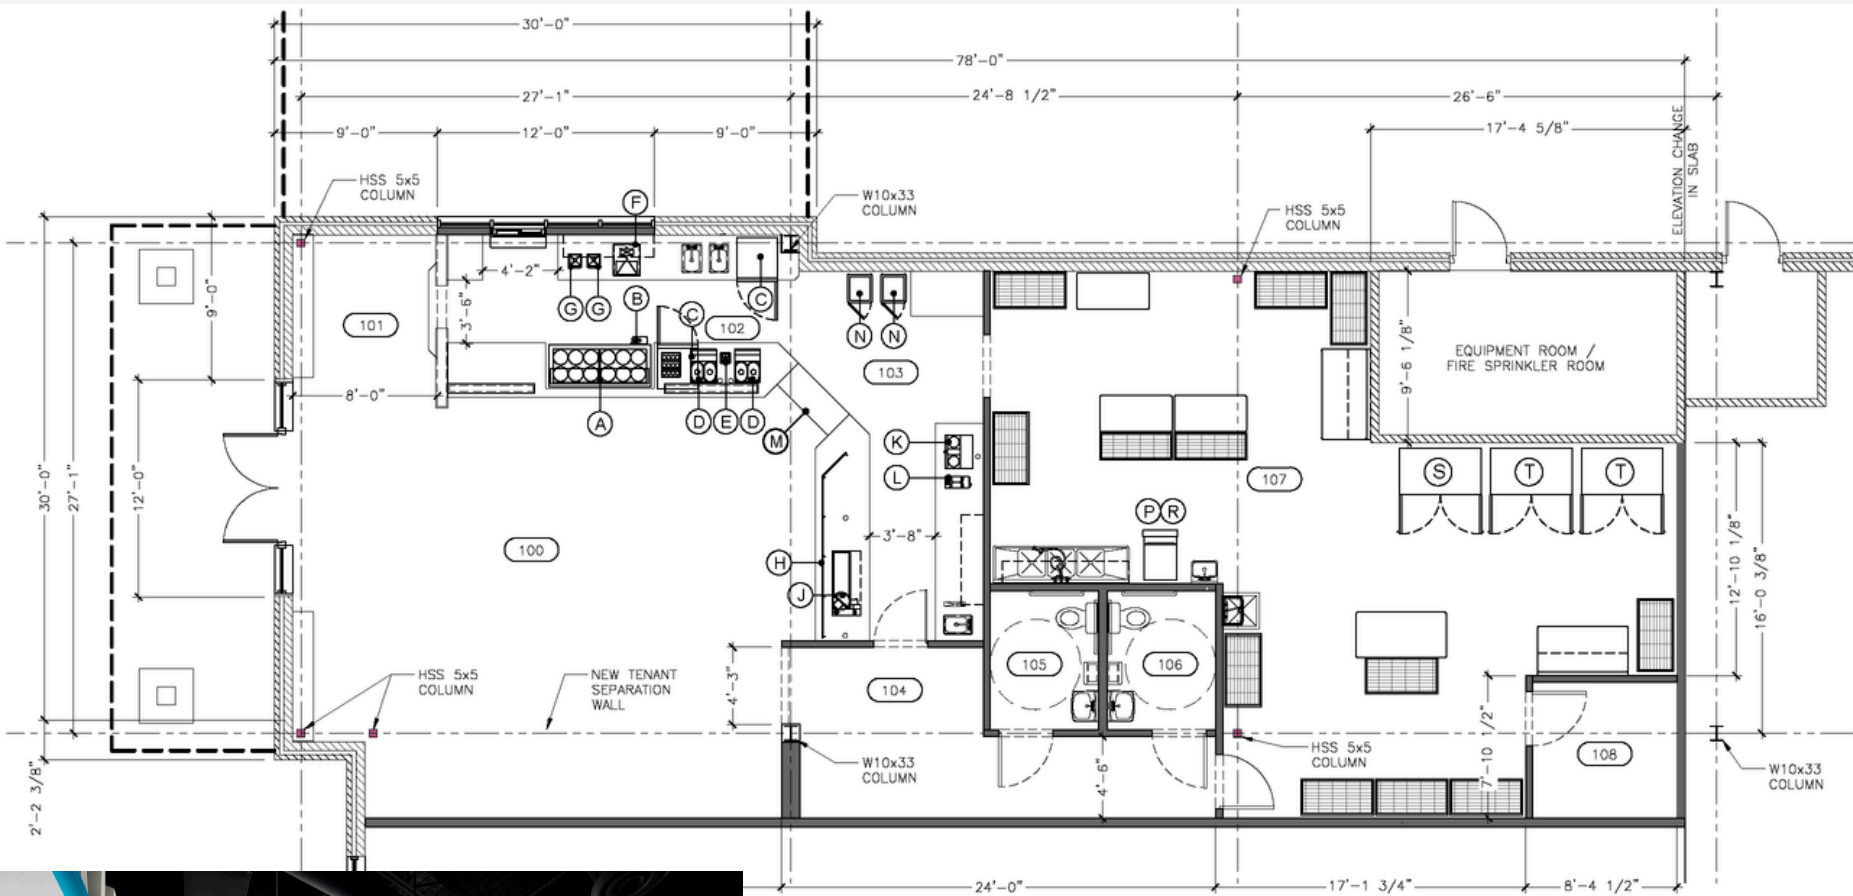 30'-0"
78'-0"
27'-1"
24'-8 1/2"
26'-6"
9'-0"
12'-0"
9'-0"
17'-4 5/8"
ELEVATION CHANGE
IN SLAB
HSS 5x5
COLUMN
F
W10x33
COLUMN
HSS 5x5
COLUMN
4'-2"
C
G
G
B
C
102
N
N
9'-0"
3'-6"
101
103
EQUIPMENT ROOM /
FIRE SPRINKLER ROOM
9'-6 1/8"
8'-0"
A
D
E
D
M
K
L
107
S
T
T
30'-0"
27'-1"
12'-0"
P
R
100
3'-8"
H
J
12'-10 1/8"
16'-0 3/8"
HSS 5x5
COLUMN
NEW TENANT
SEPARATION
WALL
4'-3"
104
105
106
7'-10 1/2"
108
HSS 5x5
COLUMN
W10x33
COLUMN
4'-6"
W10x33
COLUMN
2'-2 3/8"
24'-0"
17'-1 3/4"
8'-4 1/2"